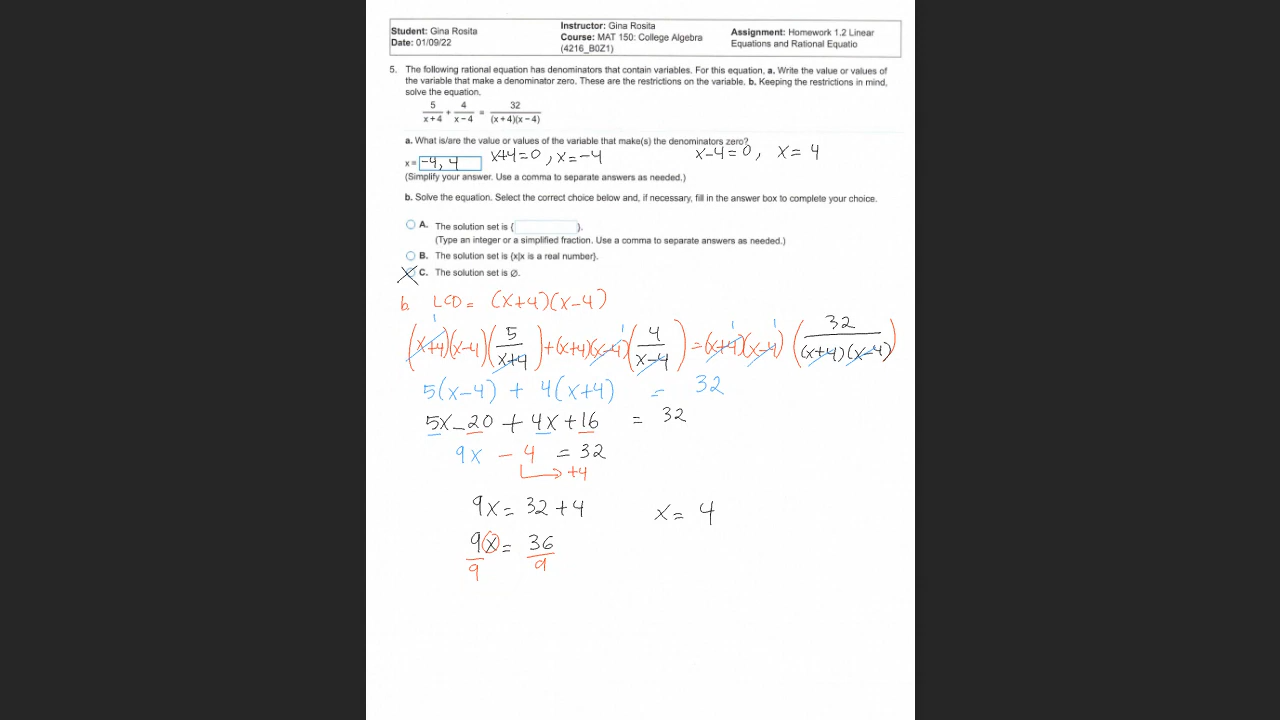 Student: Gina Rosita
Date: 01/09/22
Instructor: Gina Rosita
Course: MAT 150: College Algebra
(4216_B0Z1)
Assignment: Homework 1.2 Linear
Equations and Rational Equatio
5. The following rational equation has denominators that contain variables. For this equation, a. Write the value or values of
the variable that make a denominator zero. These are the restrictions on the variable. b. Keeping the restrictions in mind,
solve the equation.
5/(x+4) + 4/(x−4) = 32/((x+4)(x−4))
a. What is/are the value or values of the variable that make(s) the denominators zero?
x = −4, 4 x+4=0, x=−4 x−4=0, x=4
(Simplify your answer. Use a comma to separate answers as needed.)
b. Solve the equation. Select the correct choice below and, if necessary, fill in the answer box to complete your choice.
A. The solution set is { }.
(Type an integer or a simplified fraction. Use a comma to separate answers as needed.)
B. The solution set is {x|x is a real number}.
C. The solution set is ∅.
b. LCD = (x+4)(x−4)
1 1 1 1
(x+4)(x−4)(5/(x+4)) + (x+4)(x−4)(4/(x−4)) = (x+4)(x−4)(32/((x+4)(x−4)))
5(x−4) + 4(x+4) = 32
5x−20 + 4x+16 = 32
9x − 4 = 32
+4
9x = 32+4 x = 4
9x/9 = 36/9